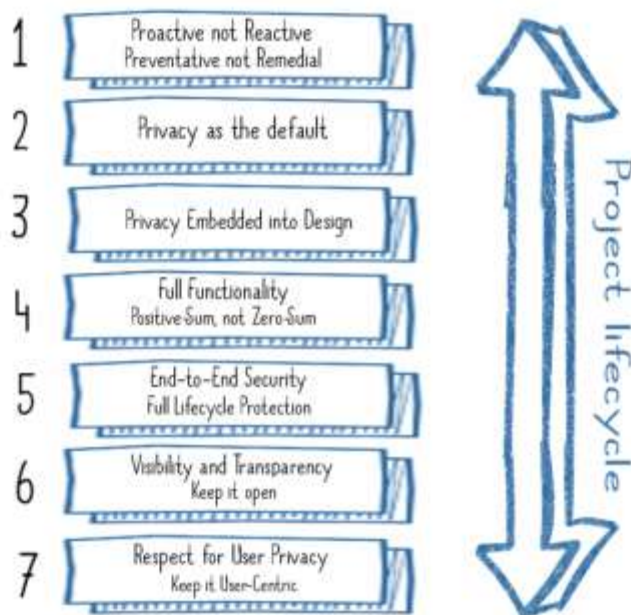 1
Proactive not Reactive
Preventative not Remedial
2
Privacy as the default
3
Privacy Embedded into Design
4
Full Functionality
Positive-Sum, not Zero-Sum
5
End-to-End Security
Full Lifecycle Protection
6
Visibility and Transparency
Keep it open
7
Respect for User Privacy
Keep it User-Centric
Project lifecycle